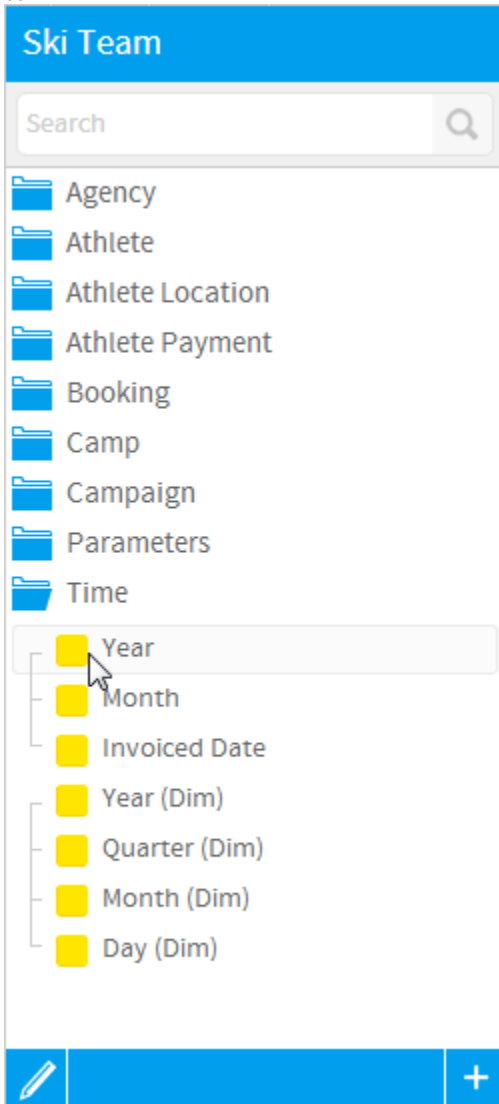 Ski Team
Search
Agency
Athlete
Athlete Location
Athlete Payment
Booking
Camp
Campaign
Parameters
Time
Year
Month
Invoiced Date
Year (Dim)
Quarter (Dim)
Month (Dim)
Day (Dim)
+